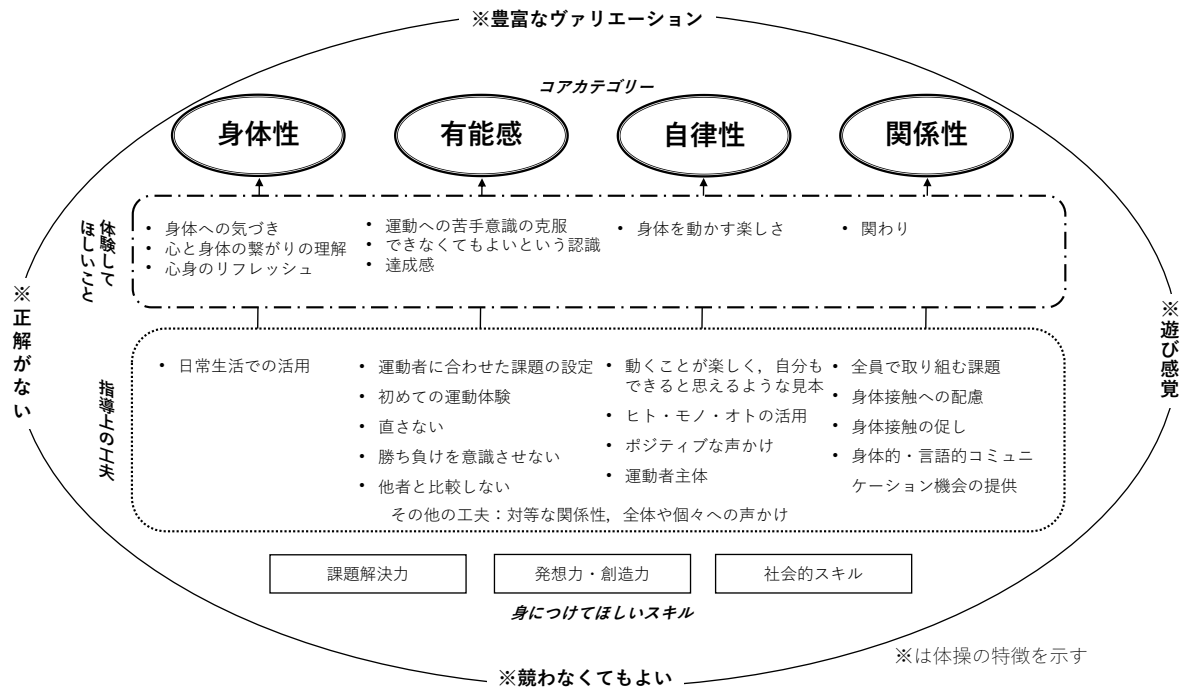 ※豊富なヴァリエーション
コアカテゴリー
身体性
有能感
自律性
関係性
体験して
ほしいこと
• 身体への気づき
• 心と身体の繋がりの理解
• 心身のリフレッシュ
• 運動への苦手意識の克服
• できなくてもよいという認識
• 達成感
• 身体を動かす楽しさ
• 関わり
※正解がない
※遊び感覚
指導上の工夫
• 日常生活での活用
• 運動者に合わせた課題の設定
• 初めての運動体験
• 直さない
• 勝ち負けを意識させない
• 他者と比較しない
• 動くことが楽しく，自分も
できると思えるような見本
• ヒト・モノ・オトの活用
• ポジティブな声かけ
• 運動者主体
• 全員で取り組む課題
• 身体接触への配慮
• 身体接触の促し
• 身体的・言語的コミュニ
ケーション機会の提供
その他の工夫：対等な関係性，全体や個々への声かけ
課題解決力
発想力・創造力
社会的スキル
身につけてほしいスキル
※は体操の特徴を示す
※競わなくてもよい